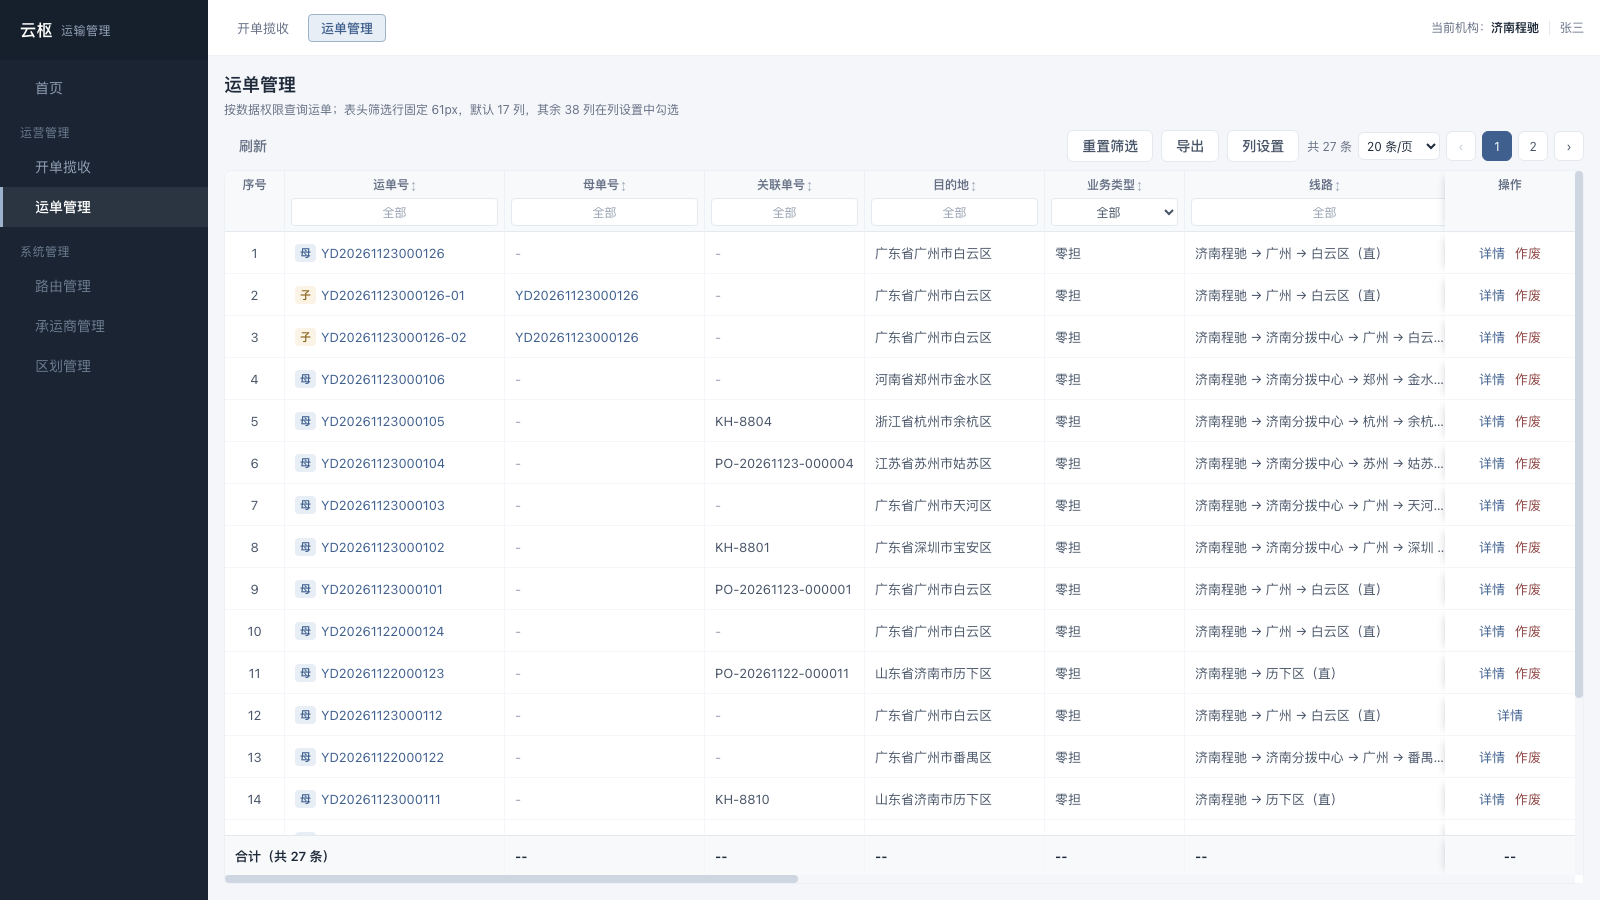 云枢 运输管理
开单揽收 运单管理
当前机构：济南程驰 张三
首页
运营管理
开单揽收
运单管理
系统管理
路由管理
承运商管理
区划管理
运单管理
按数据权限查询运单；表头筛选行固定 61px，默认 17 列，其余 38 列在列设置中勾选
刷新 重置筛选 导出 列设置 共 27 条 20 条/页 ‹ 1 2 ›
序号 运单号↕ 母单号↕ 关联单号↕ 目的地↕ 业务类型↕ 线路↕ 操作
全部 全部 全部 全部 全部 全部
1 母 YD20261123000126 - - 广东省广州市白云区 零担 济南程驰 → 广州 → 白云区（直） 详情 作废
2 子 YD20261123000126-01 YD20261123000126 - 广东省广州市白云区 零担 济南程驰 → 广州 → 白云区（直） 详情 作废
3 子 YD20261123000126-02 YD20261123000126 - 广东省广州市白云区 零担 济南程驰 → 济南分拨中心 → 广州 → 白云... 详情 作废
4 母 YD20261123000106 - - 河南省郑州市金水区 零担 济南程驰 → 济南分拨中心 → 郑州 → 金水... 详情 作废
5 母 YD20261123000105 - KH-8804 浙江省杭州市余杭区 零担 济南程驰 → 济南分拨中心 → 杭州 → 余杭... 详情 作废
6 母 YD20261123000104 - PO-20261123-000004 江苏省苏州市姑苏区 零担 济南程驰 → 济南分拨中心 → 苏州 → 姑苏... 详情 作废
7 母 YD20261123000103 - - 广东省广州市天河区 零担 济南程驰 → 济南分拨中心 → 广州 → 天河... 详情 作废
8 母 YD20261123000102 - KH-8801 广东省深圳市宝安区 零担 济南程驰 → 济南分拨中心 → 广州 → 深圳 ... 详情 作废
9 母 YD20261123000101 - PO-20261123-000001 广东省广州市白云区 零担 济南程驰 → 广州 → 白云区（直） 详情 作废
10 母 YD20261122000124 - - 广东省广州市白云区 零担 济南程驰 → 广州 → 白云区（直） 详情 作废
11 母 YD20261122000123 - PO-20261122-000011 山东省济南市历下区 零担 济南程驰 → 历下区（直） 详情 作废
12 母 YD20261123000112 - - 广东省广州市白云区 零担 济南程驰 → 广州 → 白云区（直） 详情
13 母 YD20261122000122 - - 广东省广州市番禺区 零担 济南程驰 → 济南分拨中心 → 广州 → 番禺... 详情 作废
14 母 YD20261123000111 - KH-8810 山东省济南市历下区 零担 济南程驰 → 历下区（直） 详情 作废
合计（共 27 条） -- -- -- -- -- --